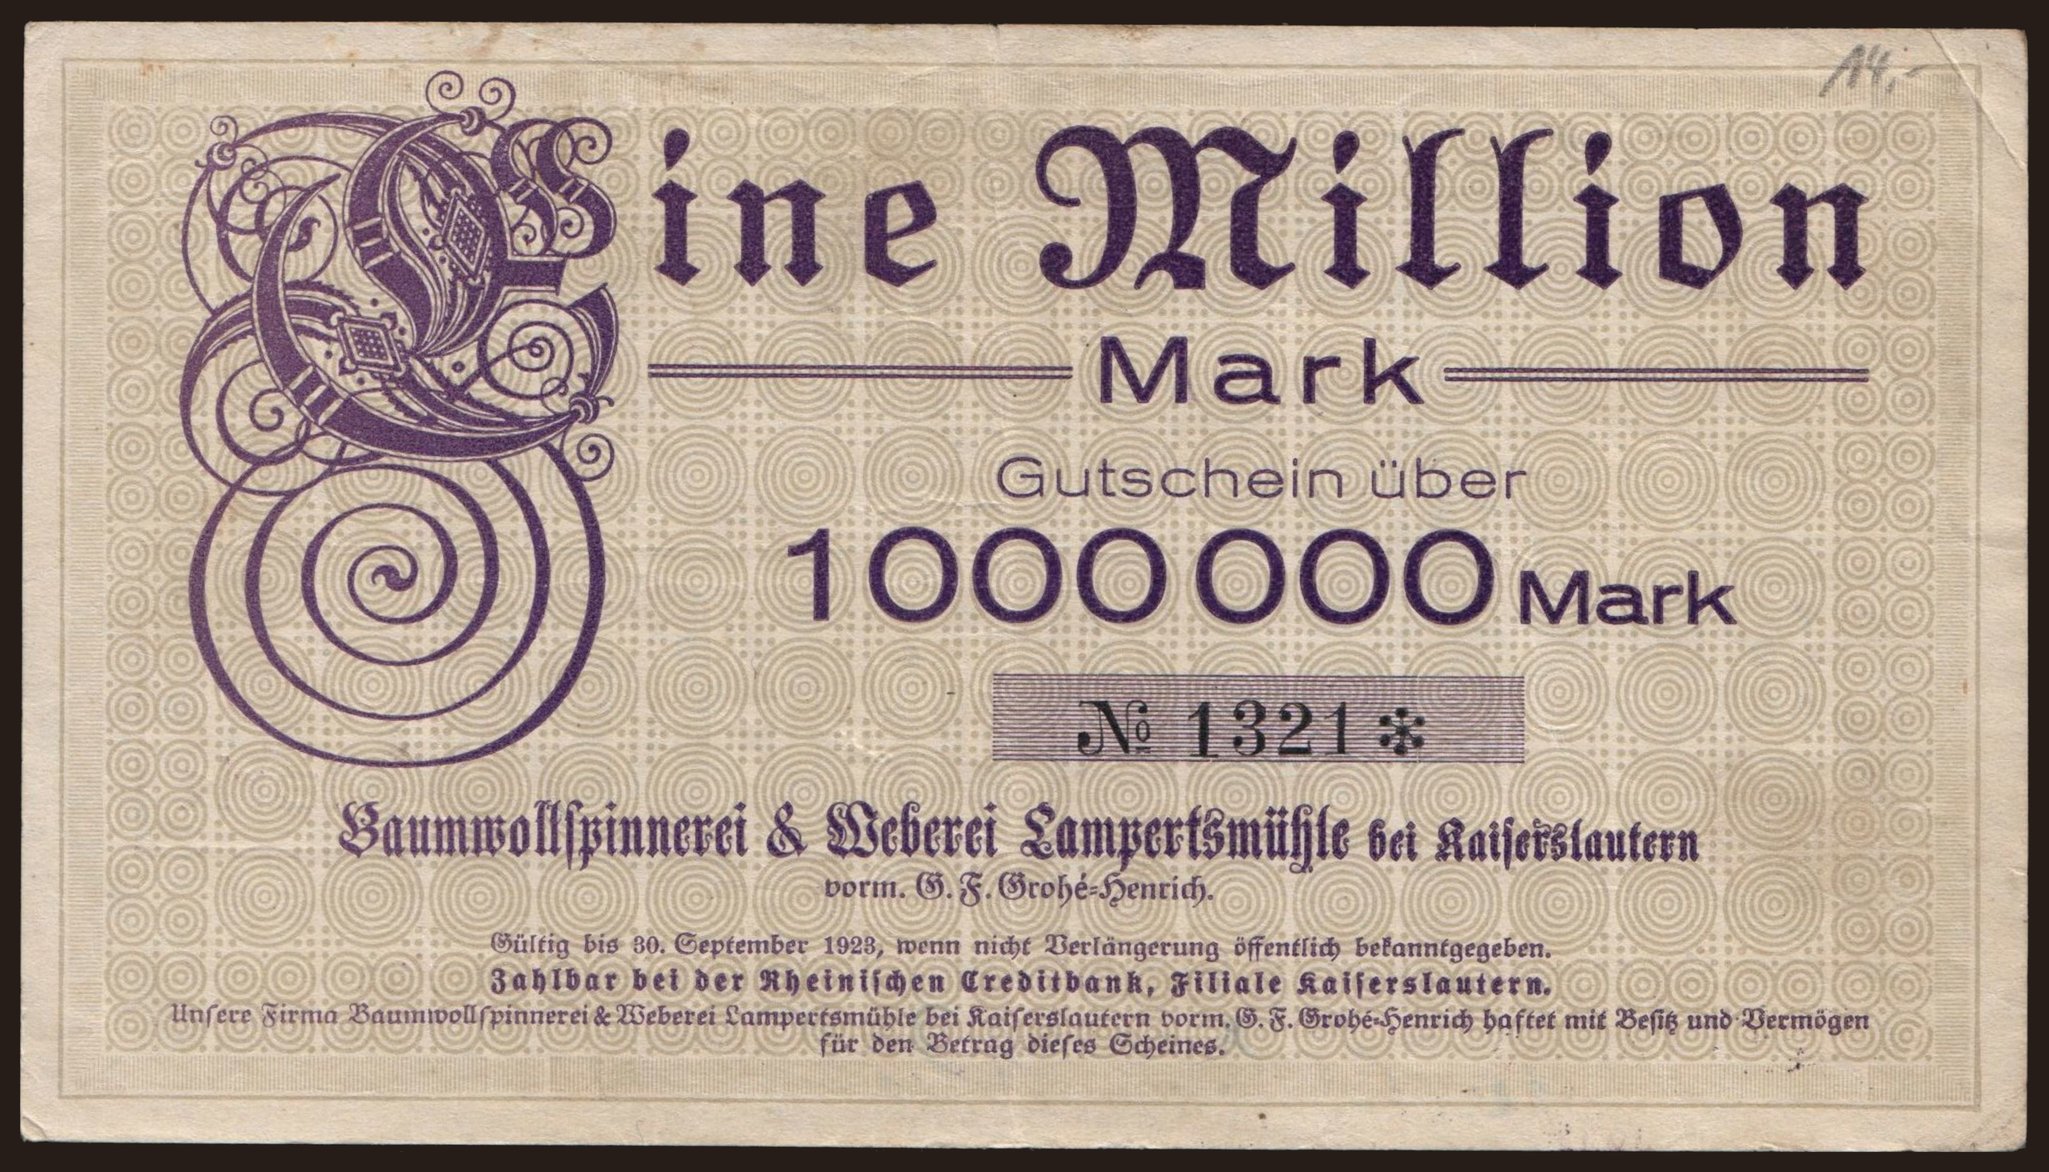 14,-
Eine Million
Mark
Gutschein über
1000000 Mark
№ 1321 *
Baumwollspinnerei & Weberei Lampertsmühle bei Kaiserslautern
vorm. G. F. Grohé-Henrich.
Gültig bis 30. September 1923, wenn nicht Verlängerung öffentlich bekanntgegeben.
Zahlbar bei der Rheinischen Creditbank, Filiale Kaiserslautern.
Unsere Firma Baumwollspinnerei & Weberei Lampertsmühle bei Kaiserslautern vorm. G. F. Grohé-Henrich haftet mit Besitz und Vermögen
für den Betrag dieses Scheines.